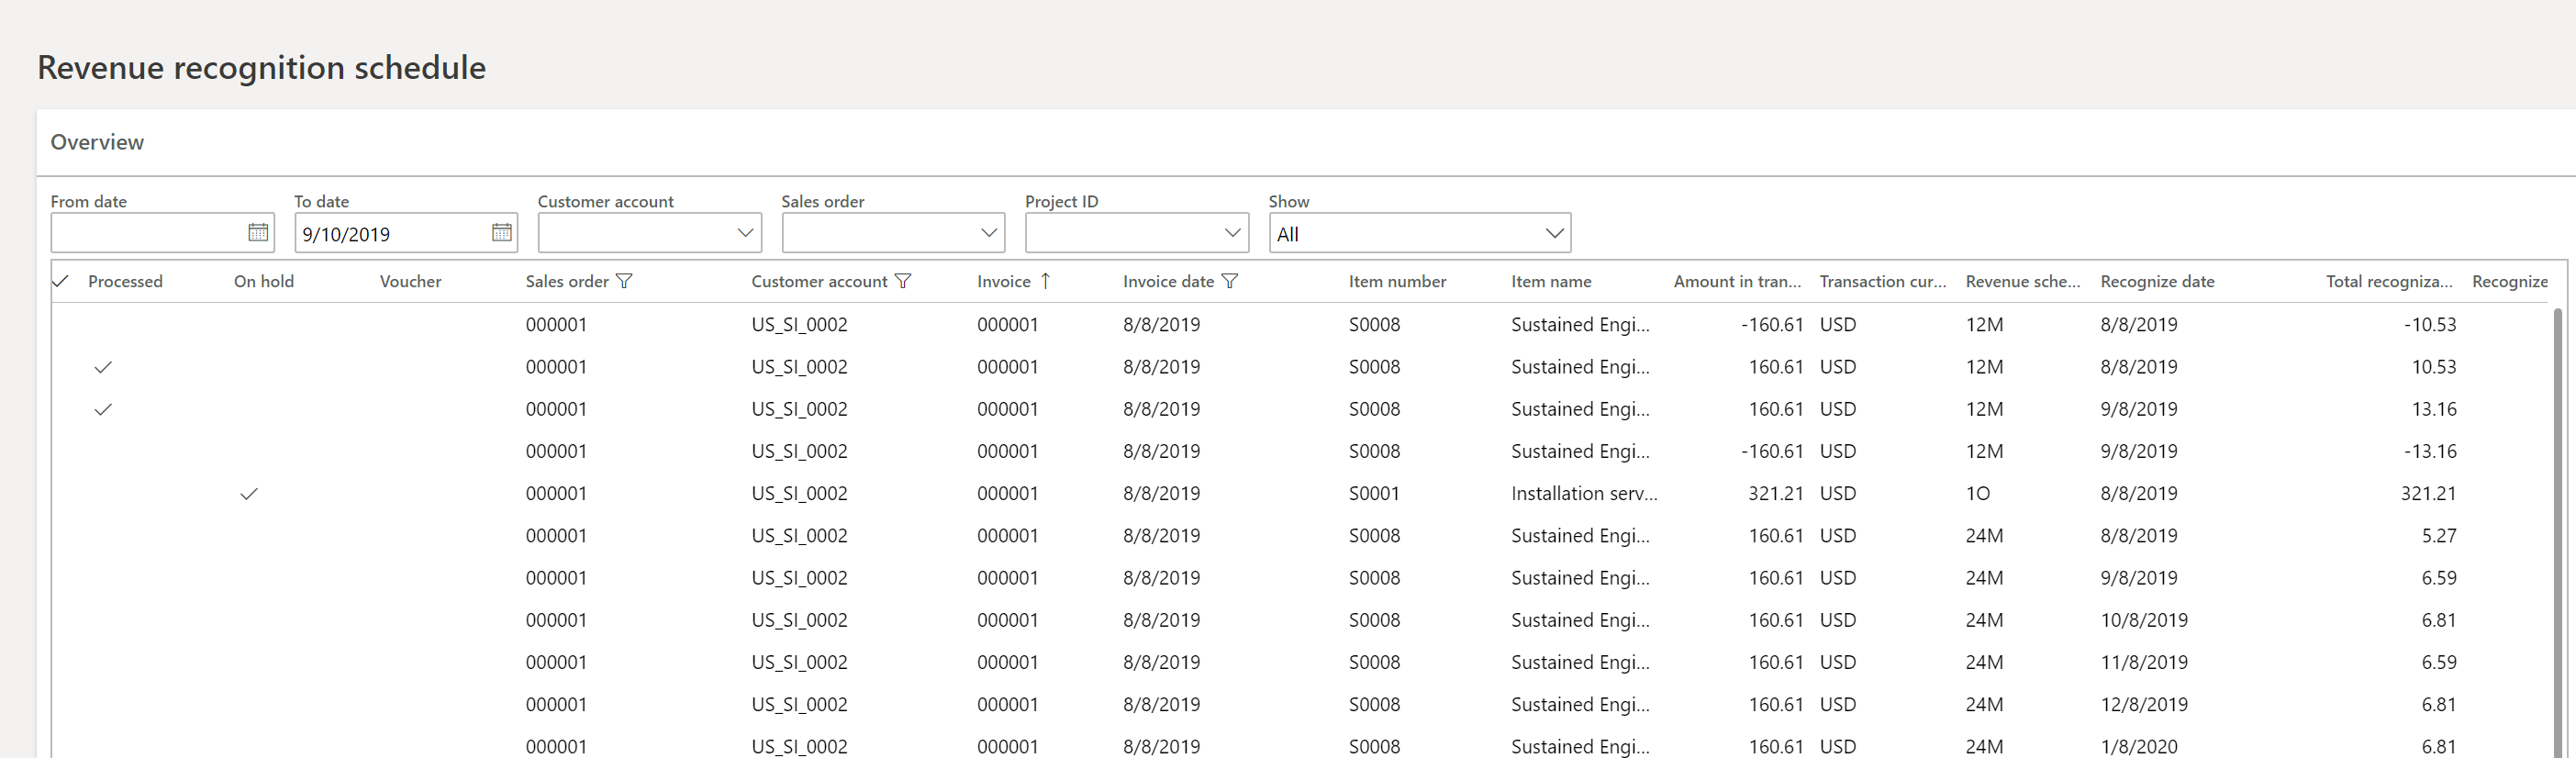 Revenue recognition schedule
Overview
From date To date Customer account Sales order Project ID Show
9/10/2019 All
Processed On hold Voucher Sales order Customer account Invoice Invoice date Item number Item name Amount in tran... Transaction cur... Revenue sche... Recognize date Total recogniza... Recognize
000001 US_SI_0002 000001 8/8/2019 S0008 Sustained Engi... -160.61 USD 12M 8/8/2019 -10.53
000001 US_SI_0002 000001 8/8/2019 S0008 Sustained Engi... 160.61 USD 12M 8/8/2019 10.53
000001 US_SI_0002 000001 8/8/2019 S0008 Sustained Engi... 160.61 USD 12M 9/8/2019 13.16
000001 US_SI_0002 000001 8/8/2019 S0008 Sustained Engi... -160.61 USD 12M 9/8/2019 -13.16
000001 US_SI_0002 000001 8/8/2019 S0001 Installation serv... 321.21 USD 1O 8/8/2019 321.21
000001 US_SI_0002 000001 8/8/2019 S0008 Sustained Engi... 160.61 USD 24M 8/8/2019 5.27
000001 US_SI_0002 000001 8/8/2019 S0008 Sustained Engi... 160.61 USD 24M 9/8/2019 6.59
000001 US_SI_0002 000001 8/8/2019 S0008 Sustained Engi... 160.61 USD 24M 10/8/2019 6.81
000001 US_SI_0002 000001 8/8/2019 S0008 Sustained Engi... 160.61 USD 24M 11/8/2019 6.59
000001 US_SI_0002 000001 8/8/2019 S0008 Sustained Engi... 160.61 USD 24M 12/8/2019 6.81
000001 US_SI_0002 000001 8/8/2019 S0008 Sustained Engi... 160.61 USD 24M 1/8/2020 6.81